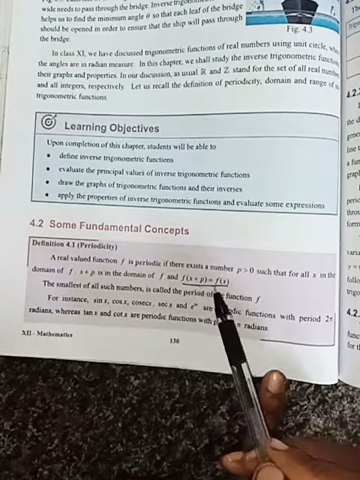 wide needs to pass through the bridge. Inverse
helps us to find the minimum angle θ so that each leaf of the bridge
should be opened in order to ensure that the ship will pass through
the bridge.
Fig. 4.3
In class XI, we have discussed trigonometric functions of real numbers using unit circle,
the angles are in radian measure. In this chapter, we shall study the inverse trigonometric
their graphs and properties. In our discussion, as usual ℝ and ℤ stand for the set of all real
and all integers, respectively. Let us recall the definition of periodicity, domain and range of
trigonometric functions.
Learning Objectives
Upon completion of this chapter, students will be able to
• define inverse trigonometric functions
• evaluate the principal values of inverse trigonometric functions
• draw the graphs of trigonometric functions and their inverses
• apply the properties of inverse trigonometric functions and evaluate some expressions
4.2 Some Fundamental Concepts
Definition 4.1 (Periodicity)
A real valued function f is periodic if there exists a number p > 0 such that for all x in the
domain of f, x + p is in the domain of f and f(x + p) = f(x)
The smallest of all such numbers, is called the period of the function f
For instance, sin x, cos x, cosec x, sec x and are periodic functions with period 2π
radians, whereas tan x and cot x are periodic functions with π radians.
XII - Mathematics
130
4.2.